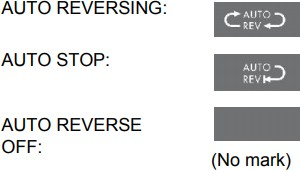 AUTO REVERSING:
AUTO
REV
AUTO STOP:
AUTO
REV
AUTO REVERSE
OFF:
(No mark)